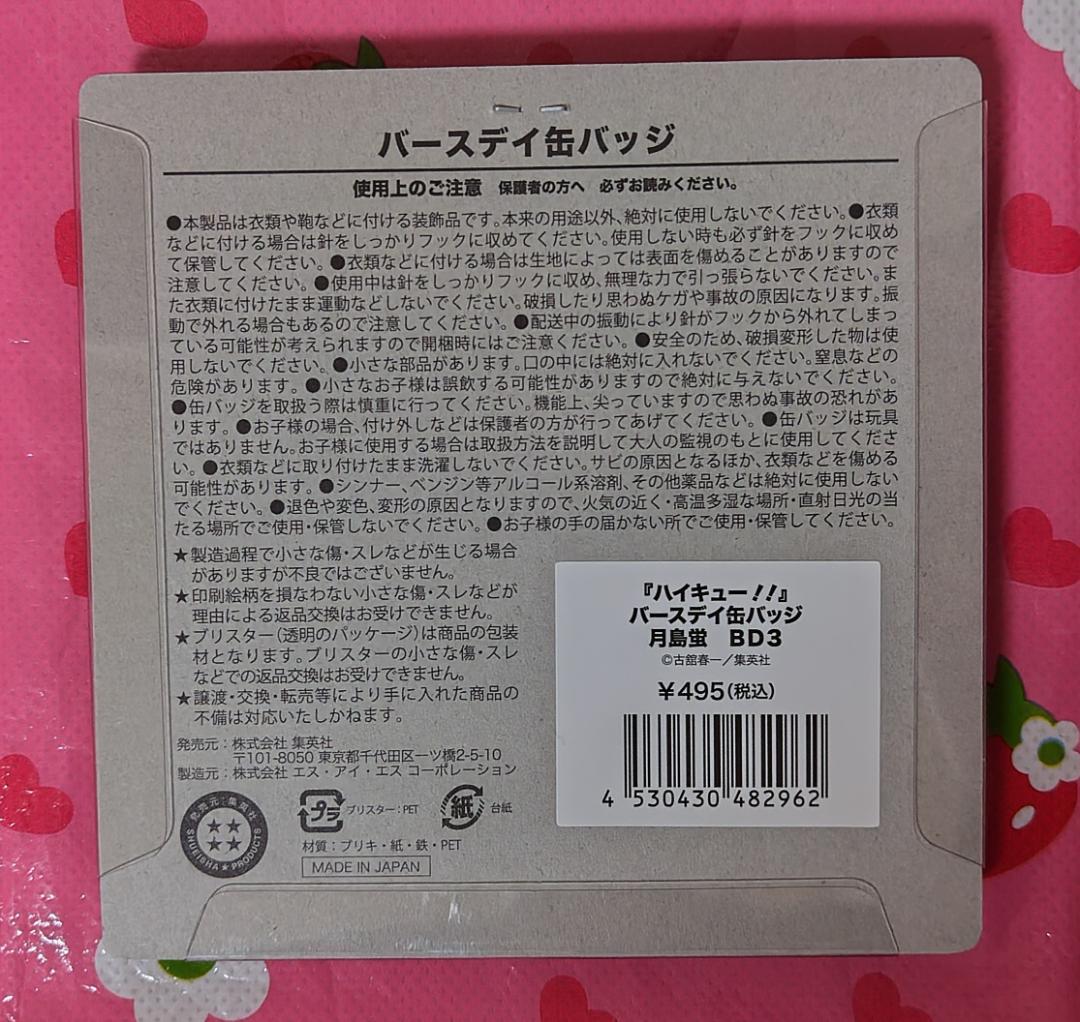 バースデイ缶バッジ
使用上のご注意 保護者の方へ 必ずお読みください。
●本製品は衣類や鞄などに付ける装飾品です。本来の用途以外、絶対に使用しないでください。●衣類
などに付ける場合は針をしっかりフックに収めてください。使用しない時も必ず針をフックに収め
て保管してください。●衣類などに付ける場合は生地によっては表面を傷めることがありますので
注意してください。●使用中は針をしっかりフックに収め、無理な力で引っ張らないでください。ま
た衣類に付けたまま運動などしないでください。破損したり思わぬケガや事故の原因になります。振
動で外れる場合もあるので注意してください。●配送中の振動により針がフックから外れてしまっ
ている可能性が考えられますので開梱時にはご注意ください。●安全のため、破損変形した物は使
用しないでください。●小さな部品があります。口の中には絶対に入れないでください。窒息などの
危険があります。●小さなお子様は誤飲する可能性がありますので絶対に与えないでください。
●缶バッジを取扱う際は慎重に行ってください。機能上、尖っていますので思わぬ事故の恐れがあ
ります。●お子様の場合、付け外しなどは保護者の方が行ってあげてください。●缶バッジは玩具
ではありません。お子様に使用する場合は取扱方法を説明して大人の監視のもとに使用してくださ
い。●衣類などに取り付けたまま洗濯しないでください。サビの原因となるほか、衣類などを傷める
可能性があります。●シンナー、ベンジン等アルコール系溶剤、その他薬品などは絶対に使用しない
でください。●退色や変色、変形の原因となりますので、火気の近く・高温多湿な場所・直射日光の当
たる場所でご使用・保管しないでください。●お子様の手の届かない所でご使用・保管してください。
★製造過程で小さな傷・スレなどが生じる場合
がありますが不良ではございません。
★印刷絵柄を損なわない小さな傷・スレなどが
理由による返品交換はお受けできません。
★ブリスター(透明のパッケージ)は商品の包装
材となります。ブリスターの小さな傷・スレ
などでの返品交換はお受けできません。
★譲渡・交換・転売等により手に入れた商品の
不備は対応いたしかねます。
発売元:株式会社 集英社
〒101-8050 東京都千代田区一ツ橋2-5-10
製造元:株式会社 エス・アイ・エス コーポレーション
発売元:集英社
SHUEISHA★PRODUCTS
プラ ブリスター:PET
紙 台紙
材質:ブリキ・紙・鉄・PET
MADE IN JAPAN
『ハイキュー!!』
バースデイ缶バッジ
月島蛍 BD3
©古舘春一/集英社
¥495(税込)
4 530430 482962